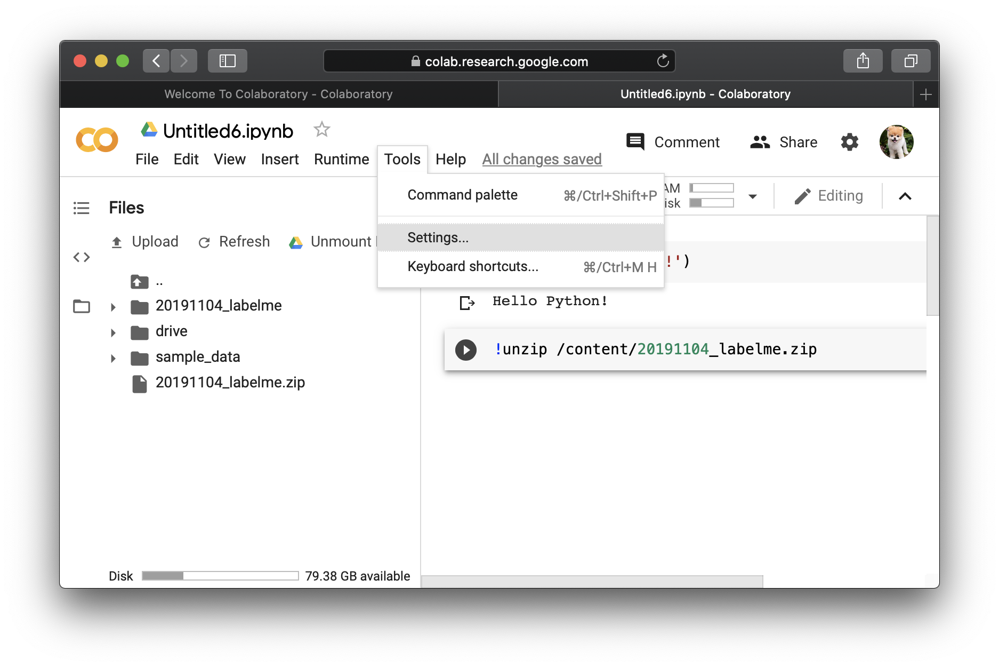 colab.research.google.com
Welcome To Colaboratory - Colaboratory
Untitled6.ipynb - Colaboratory
Untitled6.ipynb
Comment
Share
File Edit View Insert Runtime Tools Help All changes saved
Command palette ⌘/Ctrl+Shift+P
Settings...
Keyboard shortcuts... ⌘/Ctrl+M H
AM
isk
Editing
Files
Upload Refresh Unmount
!')
..
Hello Python!
20191104_labelme
drive
!unzip /content/20191104_labelme.zip
sample_data
20191104_labelme.zip
Disk 79.38 GB available